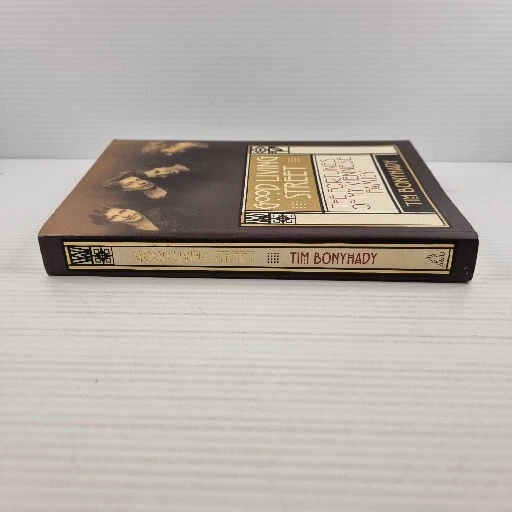 GOOD LIVING
STREET
THE FORTUNES
OF MY VIENNESE
FAMILY
TIM BONYHADY
GOOD LIVING STREET TIM BONYHADY